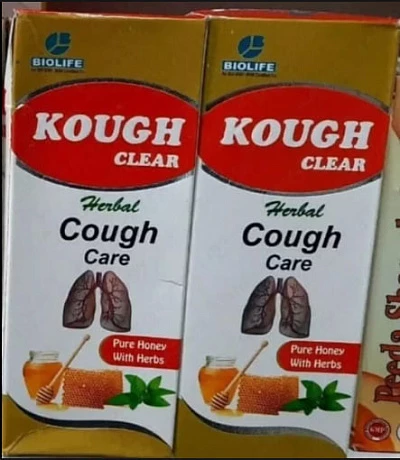 BIOLIFE
KOUGH
CLEAR
Herbal
Cough
Care
Pure Honey
With Herbs
BIOLIFE
KOUGH
CLEAR
Herbal
Cough
Care
Pure Honey
With Herbs
GMP